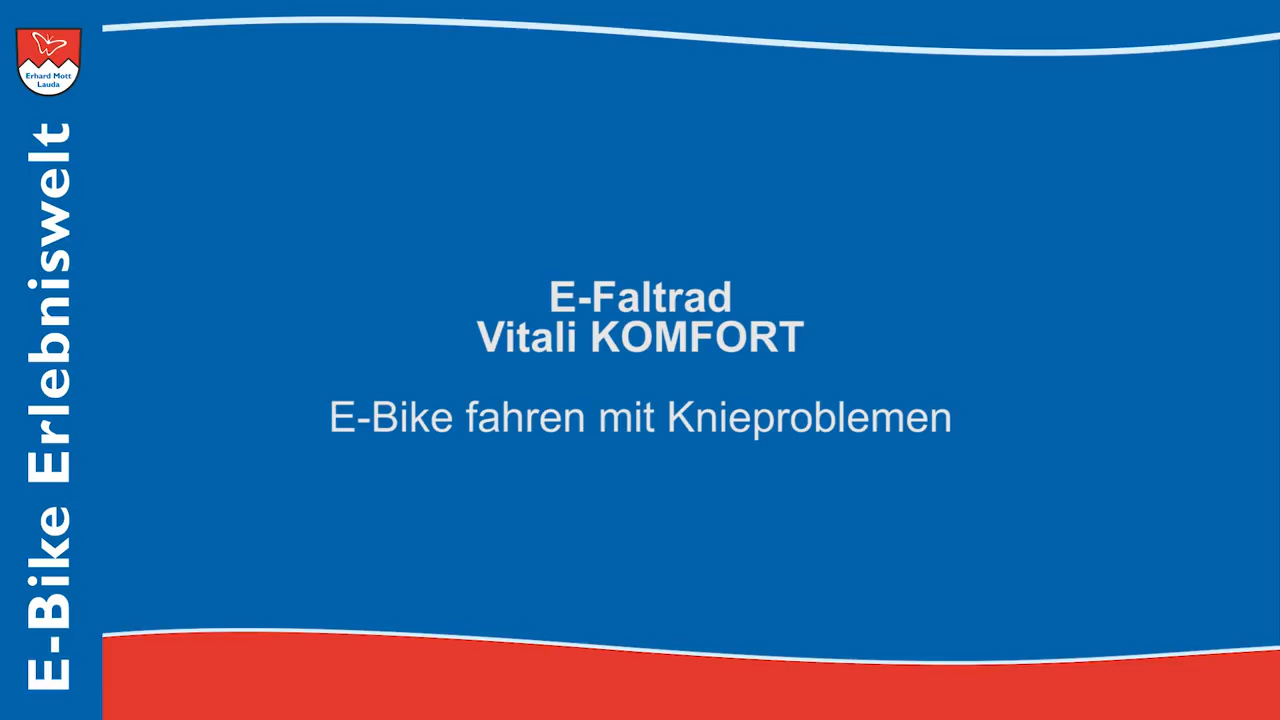 Erhard Mott
Lauda
E-Bike Erlebniswelt
E-Faltrad
Vitali KOMFORT
E-Bike fahren mit Knieproblemen